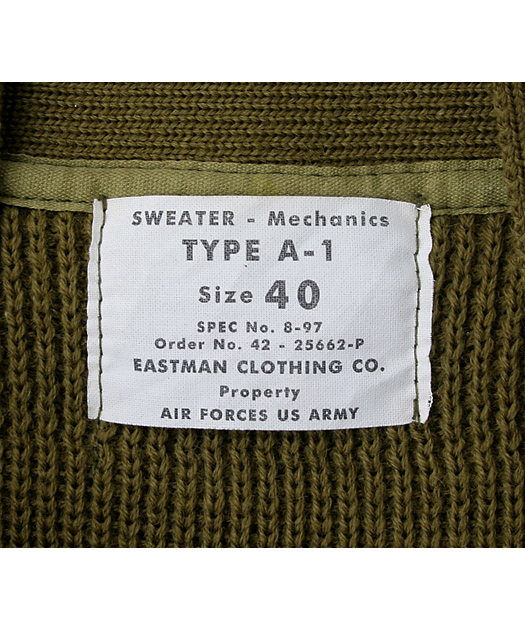 SWEATER - Mechanics
TYPE A-1
Size 40
SPEC No. 8-97
Order No. 42 - 25662-P
EASTMAN CLOTHING CO.
Property
AIR FORCES US ARMY